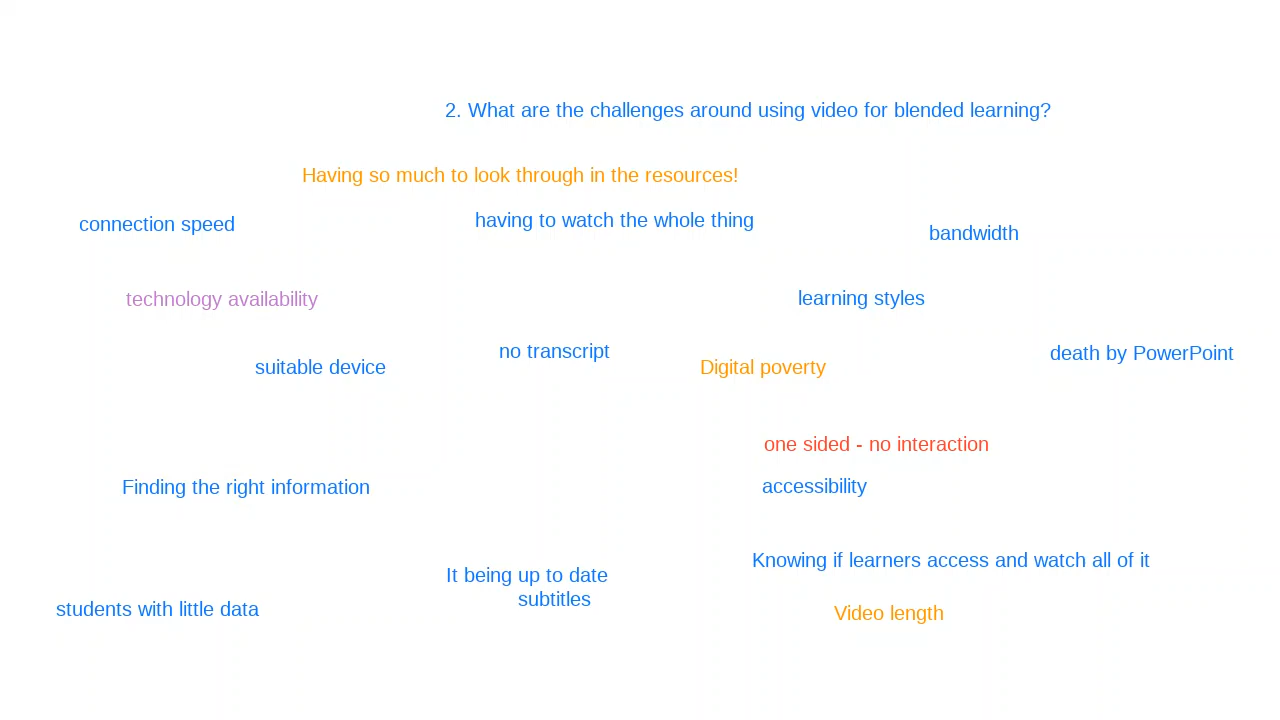 2. What are the challenges around using video for blended learning?
Having so much to look through in the resources!
connection speed
having to watch the whole thing
bandwidth
technology availability
learning styles
no transcript
death by PowerPoint
suitable device
Digital poverty
one sided - no interaction
Finding the right information
accessibility
Knowing if learners access and watch all of it
It being up to date
subtitles
students with little data
Video length